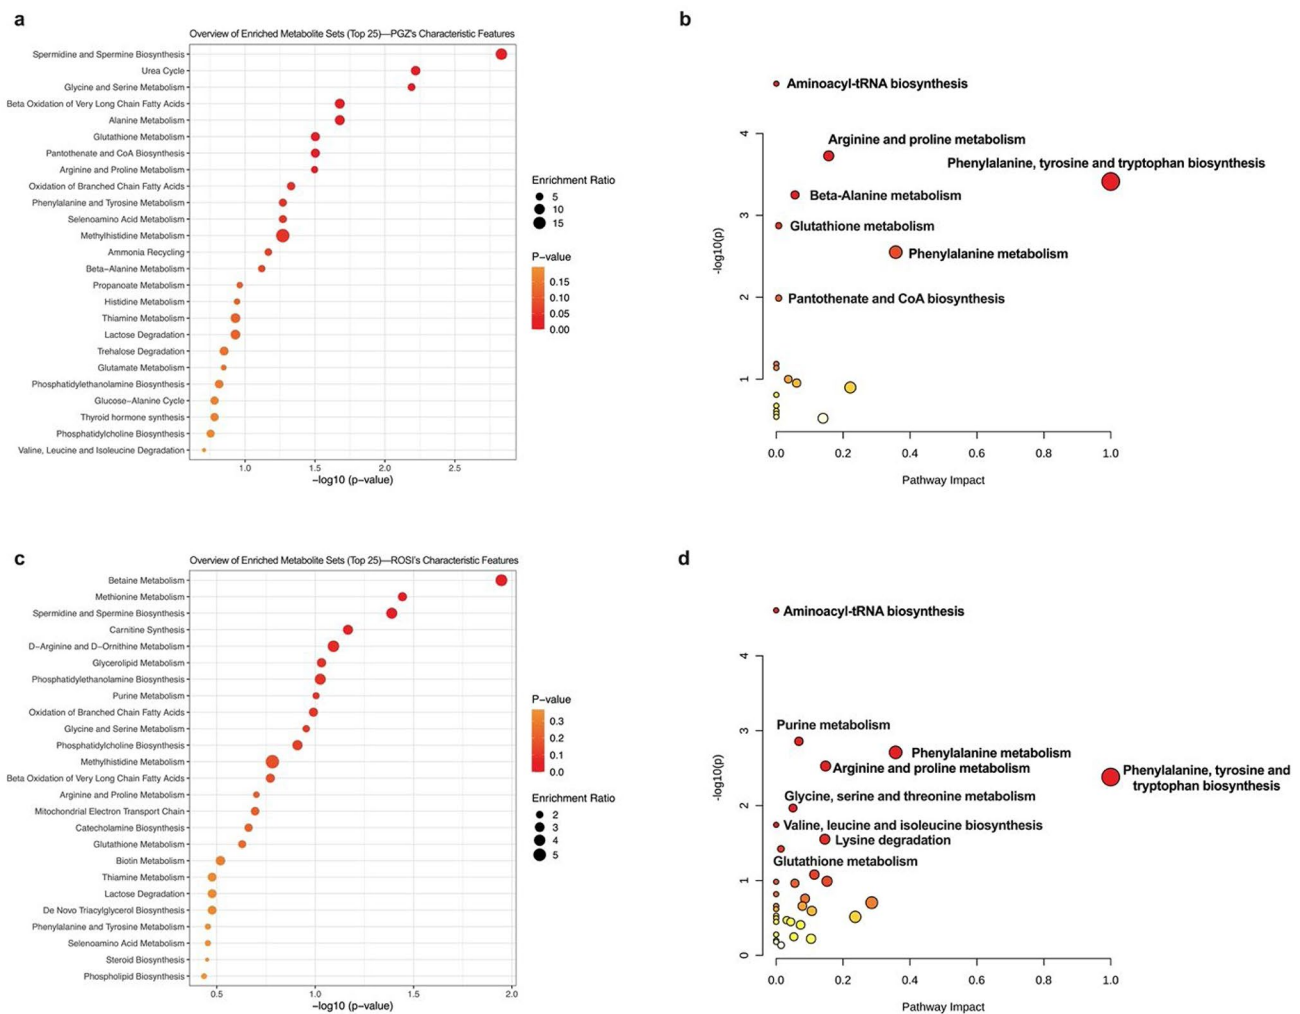 a
Overview of Enriched Metabolite Sets (Top 25)—PGZ's Characteristic Features
Spermidine and Spermine Biosynthesis
Urea Cycle
Glycine and Serine Metabolism
Beta Oxidation of Very Long Chain Fatty Acids
Alanine Metabolism
Glutathione Metabolism
Pantothenate and CoA Biosynthesis
Arginine and Proline Metabolism
Oxidation of Branched Chain Fatty Acids
Phenylalanine and Tyrosine Metabolism
Selenoamino Acid Metabolism
Methylhistidine Metabolism
Ammonia Recycling
Beta−Alanine Metabolism
Propanoate Metabolism
Histidine Metabolism
Thiamine Metabolism
Lactose Degradation
Trehalose Degradation
Glutamate Metabolism
Phosphatidylethanolamine Biosynthesis
Glucose−Alanine Cycle
Thyroid hormone synthesis
Phosphatidylcholine Biosynthesis
Valine, Leucine and Isoleucine Degradation
1.0 1.5 2.0 2.5
−log10 (p−value)
Enrichment Ratio
5
10
15
P−value
0.15
0.10
0.05
0.00
b
Aminoacyl-tRNA biosynthesis
Arginine and proline metabolism
Phenylalanine, tyrosine and tryptophan biosynthesis
Beta-Alanine metabolism
Glutathione metabolism
Phenylalanine metabolism
Pantothenate and CoA biosynthesis
4
3
2
1
-log10(p)
0.0 0.2 0.4 0.6 0.8 1.0
Pathway Impact
c
Overview of Enriched Metabolite Sets (Top 25)—ROSI's Characteristic Features
Betaine Metabolism
Methionine Metabolism
Spermidine and Spermine Biosynthesis
Carnitine Synthesis
D−Arginine and D−Ornithine Metabolism
Glycerolipid Metabolism
Phosphatidylethanolamine Biosynthesis
Purine Metabolism
Oxidation of Branched Chain Fatty Acids
Glycine and Serine Metabolism
Phosphatidylcholine Biosynthesis
Methylhistidine Metabolism
Beta Oxidation of Very Long Chain Fatty Acids
Arginine and Proline Metabolism
Mitochondrial Electron Transport Chain
Catecholamine Biosynthesis
Glutathione Metabolism
Biotin Metabolism
Thiamine Metabolism
Lactose Degradation
De Novo Triacylglycerol Biosynthesis
Phenylalanine and Tyrosine Metabolism
Selenoamino Acid Metabolism
Steroid Biosynthesis
Phospholipid Biosynthesis
0.5 1.0 1.5 2.0
−log10 (p−value)
P−value
0.3
0.2
0.1
0.0
Enrichment Ratio
2
3
4
5
d
Aminoacyl-tRNA biosynthesis
Purine metabolism
Phenylalanine metabolism
Arginine and proline metabolism
Phenylalanine, tyrosine and
tryptophan biosynthesis
Glycine, serine and threonine metabolism
Valine, leucine and isoleucine biosynthesis
Lysine degradation
Glutathione metabolism
4
3
2
1
0
-log10(p)
0.0 0.2 0.4 0.6 0.8 1.0
Pathway Impact